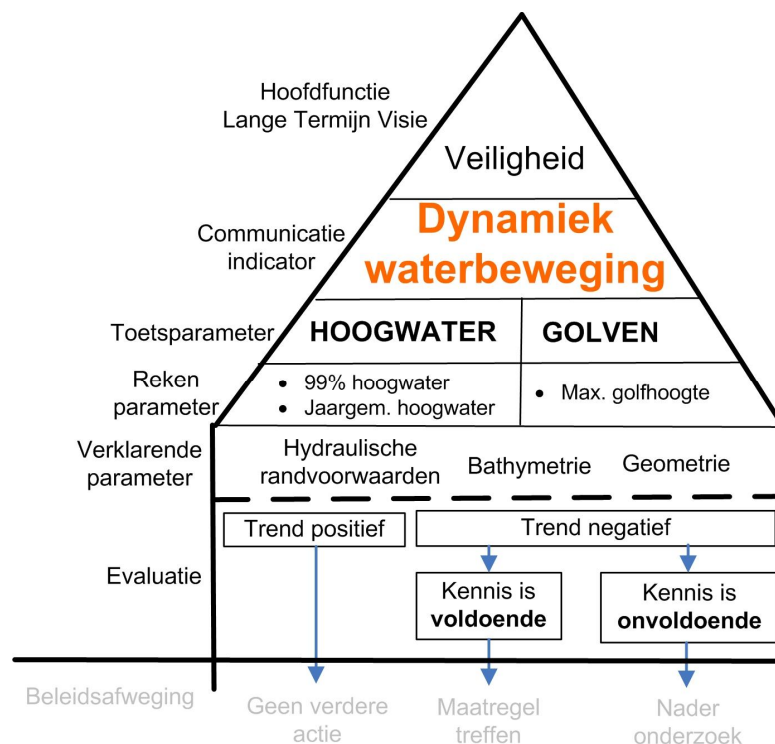 Hoofdfunctie
Lange Termijn Visie
Veiligheid
Communicatie
indicator
Dynamiek
waterbeweging
Toetsparameter
HOOGWATER
GOLVEN
Reken
parameter
• 99% hoogwater
• Jaargem. hoogwater
• Max. golfhoogte
Verklarende
parameter
Hydraulische
randvoorwaarden
Bathymetrie
Geometrie
Evaluatie
Trend positief
Trend negatief
Kennis is
voldoende
Kennis is
onvoldoende
Beleidsafweging
Geen verdere
actie
Maatregel
treffen
Nader
onderzoek